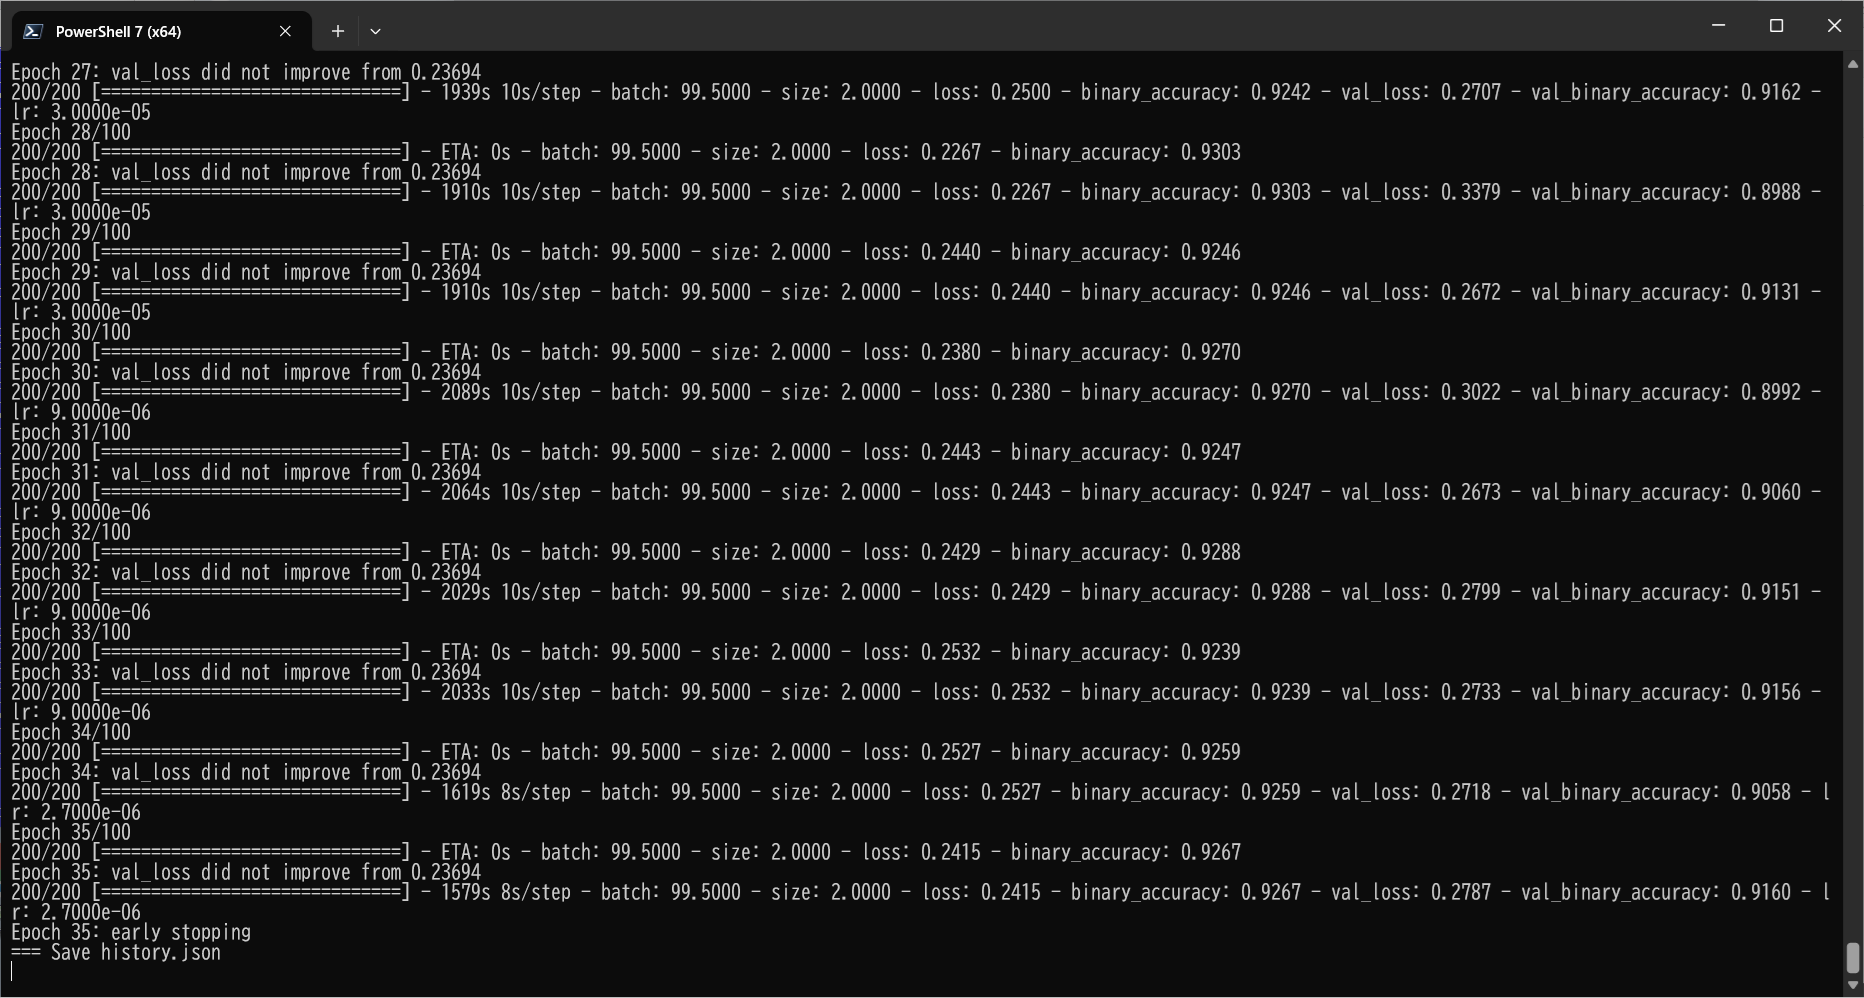 PowerShell 7 (x64)
Epoch 27: val_loss did not improve from 0.23694
200/200 [==============================] - 1939s 10s/step - batch: 99.5000 - size: 2.0000 - loss: 0.2500 - binary_accuracy: 0.9242 - val_loss: 0.2707 - val_binary_accuracy: 0.9162 -
lr: 3.0000e-05
Epoch 28/100
200/200 [==============================] - ETA: 0s - batch: 99.5000 - size: 2.0000 - loss: 0.2267 - binary_accuracy: 0.9303
Epoch 28: val_loss did not improve from 0.23694
200/200 [==============================] - 1910s 10s/step - batch: 99.5000 - size: 2.0000 - loss: 0.2267 - binary_accuracy: 0.9303 - val_loss: 0.3379 - val_binary_accuracy: 0.8988 -
lr: 3.0000e-05
Epoch 29/100
200/200 [==============================] - ETA: 0s - batch: 99.5000 - size: 2.0000 - loss: 0.2440 - binary_accuracy: 0.9246
Epoch 29: val_loss did not improve from 0.23694
200/200 [==============================] - 1910s 10s/step - batch: 99.5000 - size: 2.0000 - loss: 0.2440 - binary_accuracy: 0.9246 - val_loss: 0.2672 - val_binary_accuracy: 0.9131 -
lr: 3.0000e-05
Epoch 30/100
200/200 [==============================] - ETA: 0s - batch: 99.5000 - size: 2.0000 - loss: 0.2380 - binary_accuracy: 0.9270
Epoch 30: val_loss did not improve from 0.23694
200/200 [==============================] - 2089s 10s/step - batch: 99.5000 - size: 2.0000 - loss: 0.2380 - binary_accuracy: 0.9270 - val_loss: 0.3022 - val_binary_accuracy: 0.8992 -
lr: 9.0000e-06
Epoch 31/100
200/200 [==============================] - ETA: 0s - batch: 99.5000 - size: 2.0000 - loss: 0.2443 - binary_accuracy: 0.9247
Epoch 31: val_loss did not improve from 0.23694
200/200 [==============================] - 2064s 10s/step - batch: 99.5000 - size: 2.0000 - loss: 0.2443 - binary_accuracy: 0.9247 - val_loss: 0.2673 - val_binary_accuracy: 0.9060 -
lr: 9.0000e-06
Epoch 32/100
200/200 [==============================] - ETA: 0s - batch: 99.5000 - size: 2.0000 - loss: 0.2429 - binary_accuracy: 0.9288
Epoch 32: val_loss did not improve from 0.23694
200/200 [==============================] - 2029s 10s/step - batch: 99.5000 - size: 2.0000 - loss: 0.2429 - binary_accuracy: 0.9288 - val_loss: 0.2799 - val_binary_accuracy: 0.9151 -
lr: 9.0000e-06
Epoch 33/100
200/200 [==============================] - ETA: 0s - batch: 99.5000 - size: 2.0000 - loss: 0.2532 - binary_accuracy: 0.9239
Epoch 33: val_loss did not improve from 0.23694
200/200 [==============================] - 2033s 10s/step - batch: 99.5000 - size: 2.0000 - loss: 0.2532 - binary_accuracy: 0.9239 - val_loss: 0.2733 - val_binary_accuracy: 0.9156 -
lr: 9.0000e-06
Epoch 34/100
200/200 [==============================] - ETA: 0s - batch: 99.5000 - size: 2.0000 - loss: 0.2527 - binary_accuracy: 0.9259
Epoch 34: val_loss did not improve from 0.23694
200/200 [==============================] - 1619s 8s/step - batch: 99.5000 - size: 2.0000 - loss: 0.2527 - binary_accuracy: 0.9259 - val_loss: 0.2718 - val_binary_accuracy: 0.9058 - l
r: 2.7000e-06
Epoch 35/100
200/200 [==============================] - ETA: 0s - batch: 99.5000 - size: 2.0000 - loss: 0.2415 - binary_accuracy: 0.9267
Epoch 35: val_loss did not improve from 0.23694
200/200 [==============================] - 1579s 8s/step - batch: 99.5000 - size: 2.0000 - loss: 0.2415 - binary_accuracy: 0.9267 - val_loss: 0.2787 - val_binary_accuracy: 0.9160 - l
r: 2.7000e-06
Epoch 35: early stopping
=== Save history.json